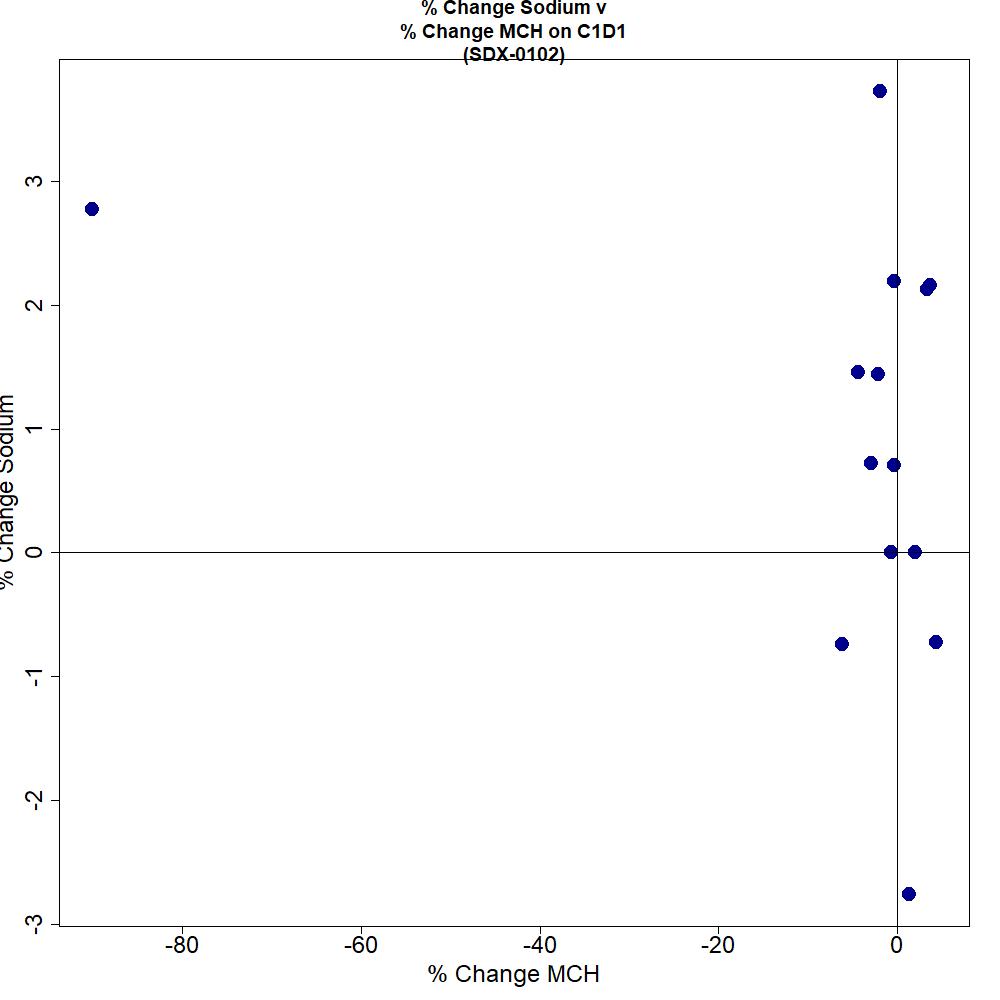 % Change Sodium v
% Change MCH on C1D1
(SDX-0102)
% Change Sodium
3
2
1
0
-1
-2
-3
-80
-60
-40
-20
0
% Change MCH